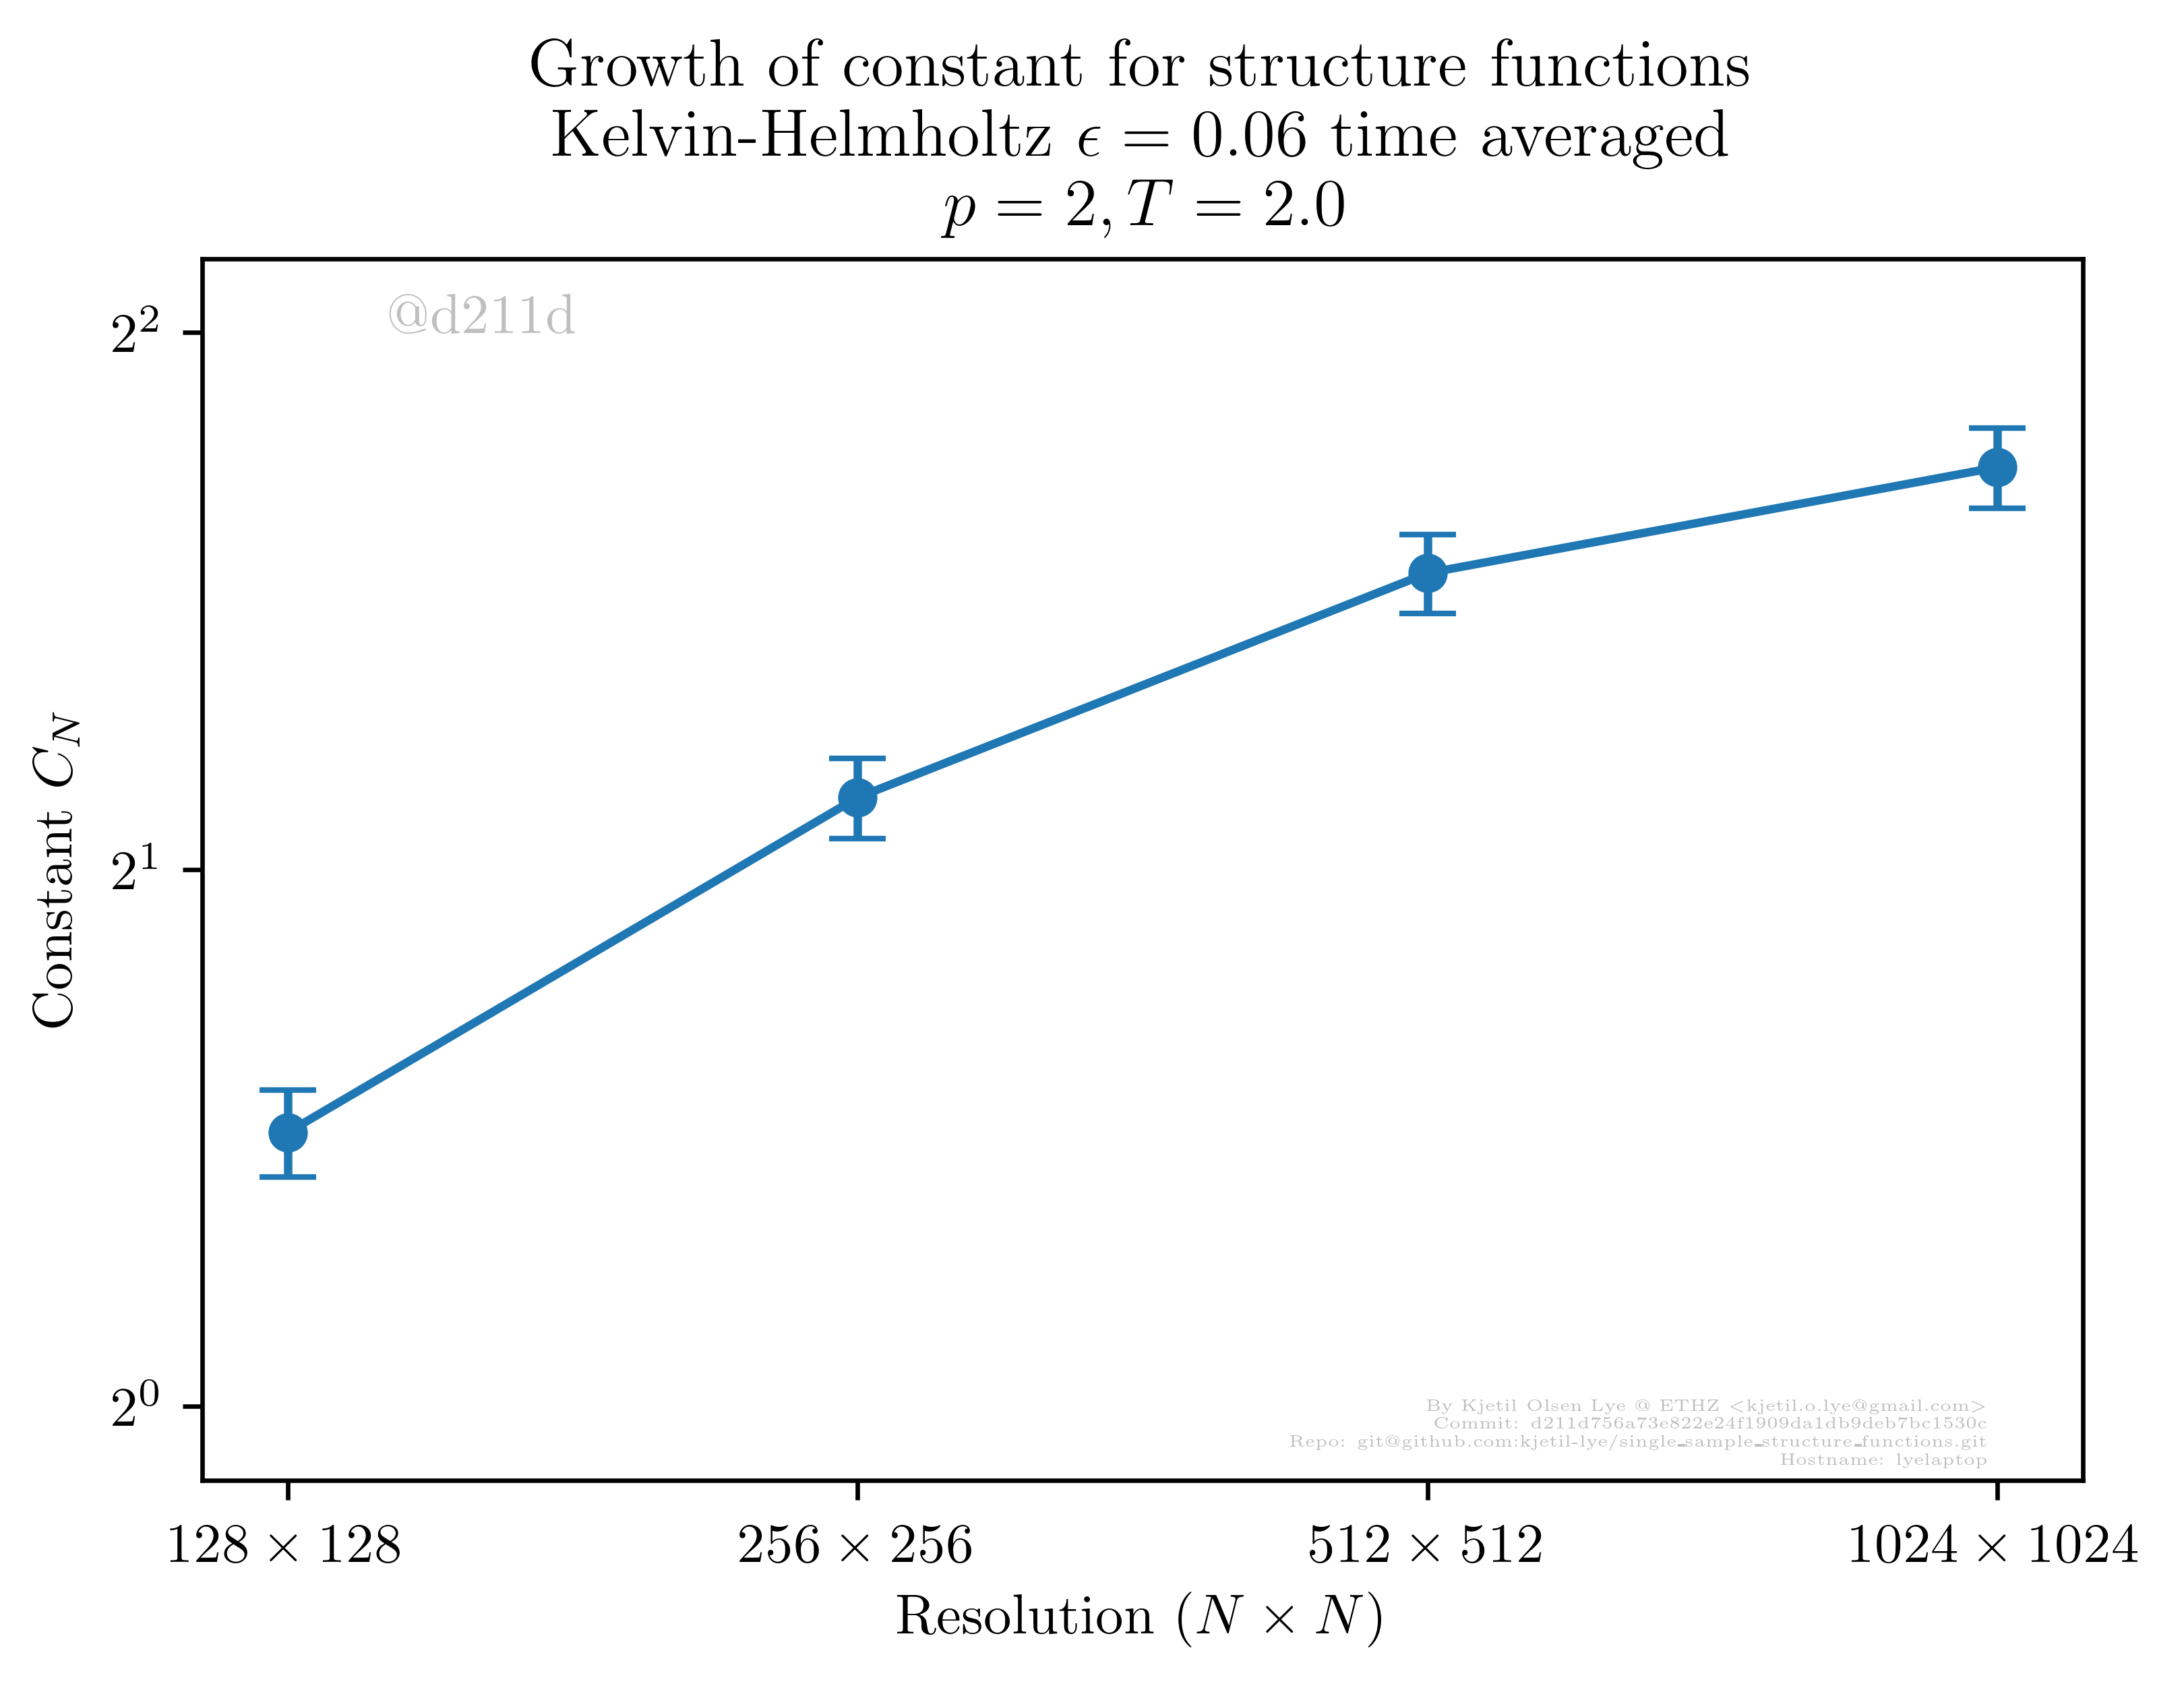 Growth of constant for structure functions
Kelvin-Helmholtz ϵ = 0.06 time averaged
p = 2, T = 2.0
@d211d
2²
2¹
2⁰
Constant C_N
By Kjetil Olsen Lye @ ETHZ <kjetil.o.lye@gmail.com>
Commit: d211d756a73e822e24f1909da1db9deb7bc1530c
Repo: git@github.com:kjetil-lye/single_sample_structure_functions.git
Hostname: lyelaptop
128 × 128
256 × 256
512 × 512
1024 × 1024
Resolution (N × N)